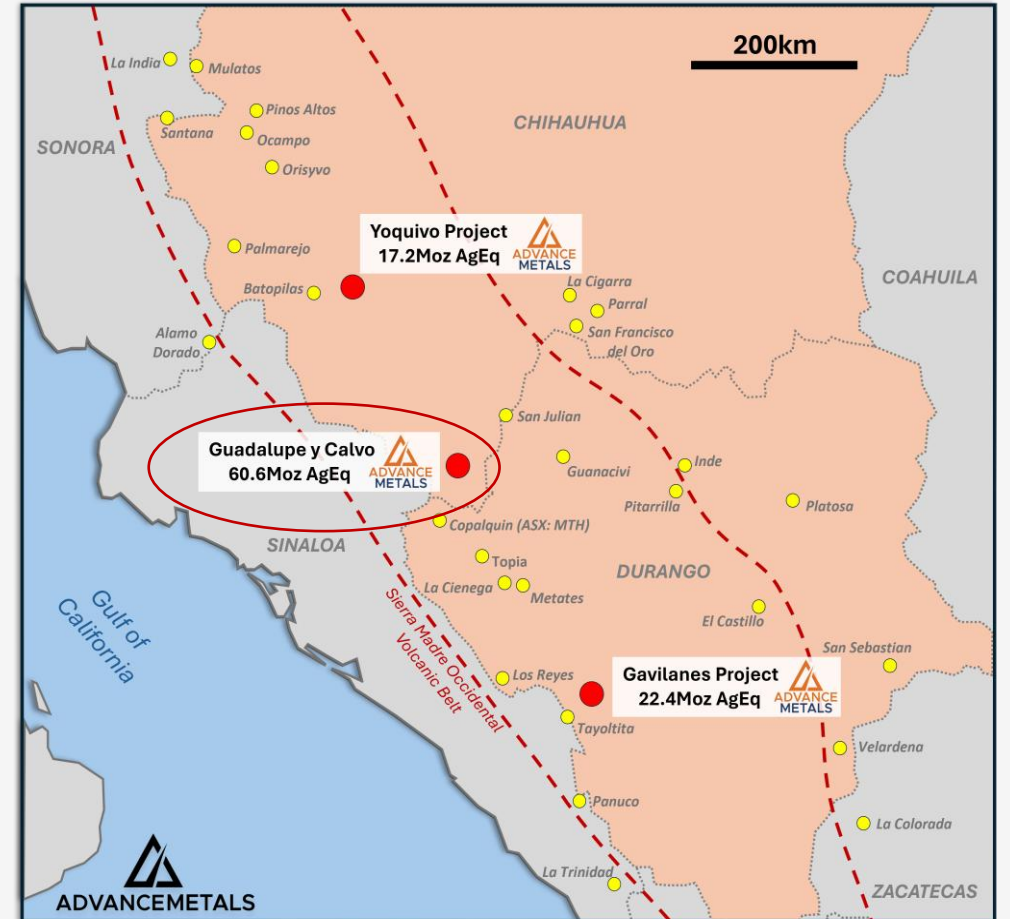 200km
La India
Mulatos
Pinos Altos
Santana
Ocampo
CHIHAUHUA
SONORA
Orisyvo
Yoquivo Project
17.2Moz AgEq
ADVANCE
METALS
Palmarejo
COAHUILA
La Cigarra
Batopilas
Parral
San Francisco
del Oro
Alamo
Dorado
San Julian
Guadalupe y Calvo
60.6Moz AgEq
ADVANCE
METALS
Guanacivi
Inde
Pitarrilla
Platosa
Copalquin (ASX: MTH)
SINALOA
Topia
DURANGO
La Cienega
Metates
Gulf of
California
El Castillo
Sierra Madre Occidental
Volcanic Belt
San Sebastian
Los Reyes
Gavilanes Project
22.4Moz AgEq
ADVANCE
METALS
Tayoltita
Velardena
Panuco
La Colorada
La Trinidad
ADVANCEMETALS
ZACATECAS